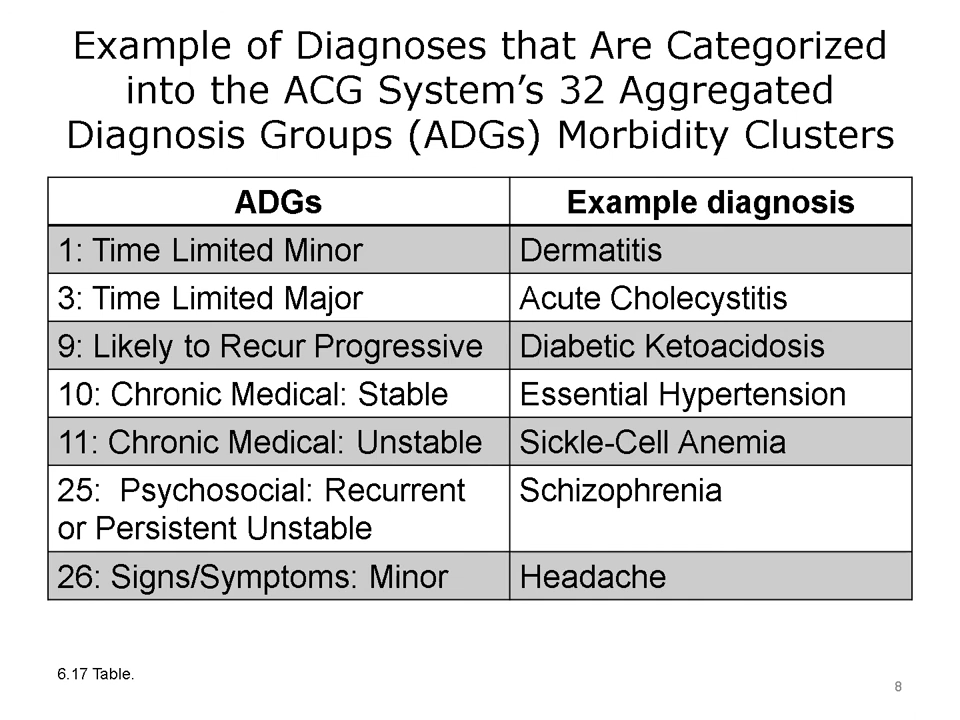 Example of Diagnoses that Are Categorized
into the ACG System’s 32 Aggregated
Diagnosis Groups (ADGs) Morbidity Clusters
ADGs Example diagnosis
1: Time Limited Minor Dermatitis
3: Time Limited Major Acute Cholecystitis
9: Likely to Recur Progressive Diabetic Ketoacidosis
10: Chronic Medical: Stable Essential Hypertension
11: Chronic Medical: Unstable Sickle-Cell Anemia
25:  Psychosocial: Recurrent Schizophrenia
or Persistent Unstable
26: Signs/Symptoms: Minor Headache
6.17 Table.
8